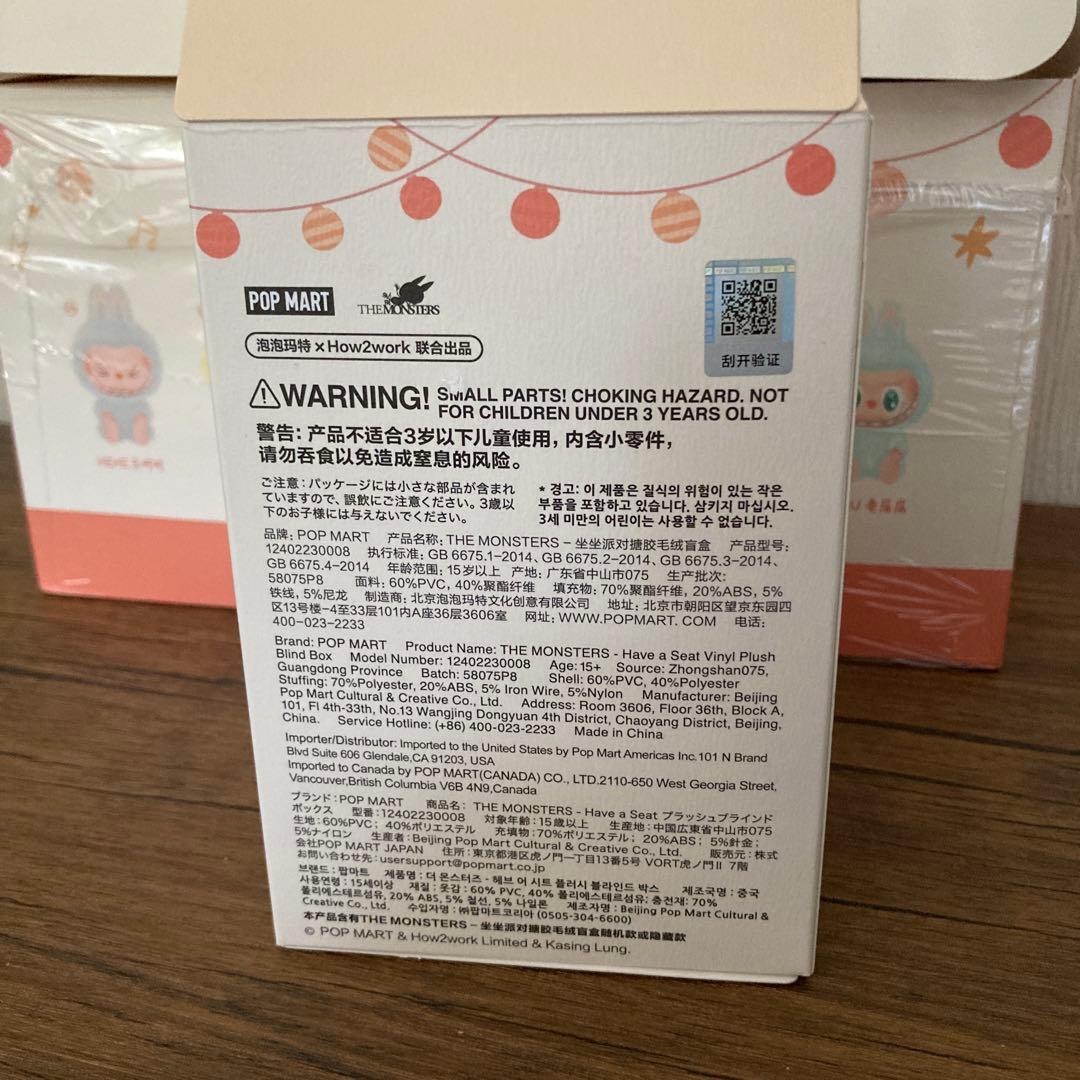 POP MART
THE MONSTERS
泡泡玛特×How2work 联合出品
刮开验证
WARNING! SMALL PARTS! CHOKING HAZARD. NOT
FOR CHILDREN UNDER 3 YEARS OLD.
警告: 产品不适合3岁以下儿童使用，内含小零件，
请勿吞食以免造成窒息的风险。
ご注意：パッケージには小さな部品が含まれ
ていますので、誤飲にご注意ください。3歳以
下のお子様には与えないでください。
* 경고: 이 제품은 질식의 위험이 있는 작은
부품을 포함하고 있습니다. 삼키지 마십시오.
3세 미만의 어린이는 사용할 수 없습니다.
品牌: POP MART 产品名称: THE MONSTERS – 坐坐派对搪胶毛绒盲盒 产品型号:
12402230008 执行标准: GB 6675.1–2014、GB 6675.2–2014、GB 6675.3–2014、
GB 6675.4–2014 年龄范围: 15岁以上 产地: 广东省中山市075 生产批次:
58075P8 面料: 60%PVC, 40%聚酯纤维 填充物: 70%聚酯纤维, 20%ABS, 5%
铁线, 5%尼龙 制造商: 北京泡泡玛特文化创意有限公司 地址: 北京市朝阳区望京东园四
区13号楼–4至33层101内A座36层3606室 网址: WWW.POPMART.COM 电话:
400-023-2233
Brand: POP MART Product Name: THE MONSTERS - Have a Seat Vinyl Plush
Blind Box Model Number: 12402230008 Age: 15+ Source: Zhongshan075,
Guangdong Province Batch: 58075P8 Shell: 60%PVC, 40%Polyester
Stuffing: 70%Polyester, 20%ABS, 5% Iron Wire, 5%Nylon Manufacturer: Beijing
Pop Mart Cultural & Creative Co., Ltd. Address: Room 3606, Floor 36th, Block A,
101, Fl 4th-33th, No.13 Wangjing Dongyuan 4th District, Chaoyang District, Beijing,
China. Service Hotline: (+86) 400-023-2233 Made in China
Importer/Distributor: Imported to the United States by Pop Mart Americas Inc.101 N Brand
Blvd Suite 606 Glendale,CA 91203, USA
Imported to Canada by POP MART(CANADA) CO., LTD.2110-650 West Georgia Street,
Vancouver,British Columbia V6B 4N9,Canada
ブランド: POP MART 商品名: THE MONSTERS - Have a Seat プラッシュブラインド
ボックス 型番: 12402230008 対象年齢: 15歳以上 生産地: 中国広東省中山市075
生地: 60%PVC; 40%ポリエステル 充填物: 70%ポリエステル; 20%ABS; 5%針金;
5%ナイロン 生産者: Beijing Pop Mart Cultural & Creative Co., Ltd. 販売元: 株式
会社POP MART JAPAN 住所: 東京都港区虎ノ門一丁目13番5号 VORT虎ノ門Ⅱ 7階
お問い合わせ先: usersupport@popmart.co.jp
브랜드 : 팝마트 제품명 : 더 몬스터즈 - 헤브 어 시트 플러시 블라인드 박스 제조국명 : 중국
사용연령 : 15세이상 재질 : 옷감 : 60% PVC, 40% 폴리에스테르섬유; 충전재: 70%
폴리에스테르섬유, 20% ABS, 5% 철선, 5% 나일론 제조자명 : Beijing Pop Mart Cultural &
Creative Co., Ltd. 수입자명 : ㈜팝마트코리아 (0505-304-6600)
本产品含有THE MONSTERS – 坐坐派对搪胶毛绒盲盒随机款或隐藏款
© POP MART & How2work Limited & Kasing Lung.